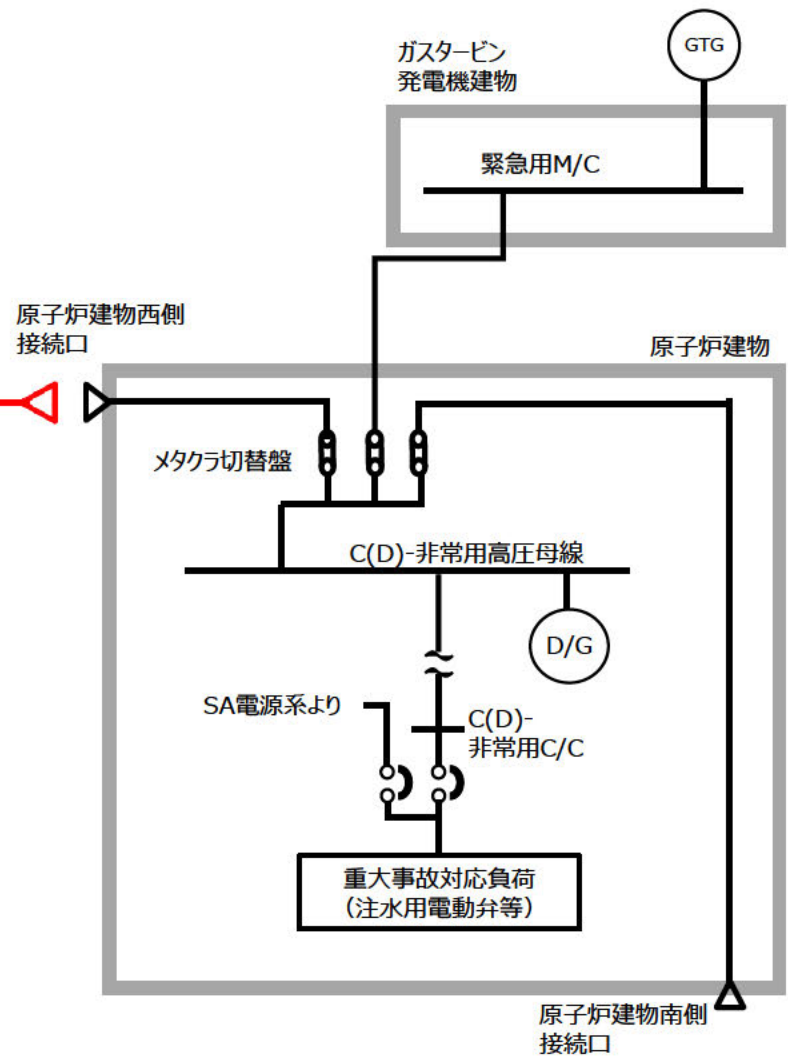 GTG
ガスタービン
発電機建物
緊急用M/C
原子炉建物西側
接続口
原子炉建物
メタクラ切替盤
C(D)-非常用高圧母線
D/G
SA電源系より
C(D)-
非常用C/C
重大事故対応負荷
（注水用電動弁等）
原子炉建物南側
接続口